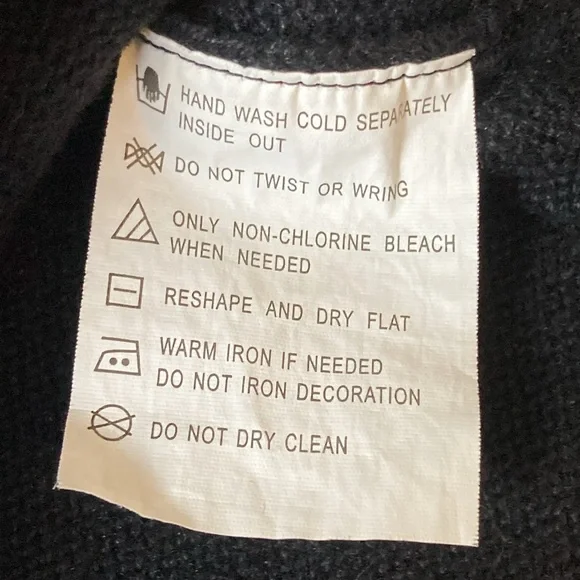 HAND WASH COLD SEPARATELY
INSIDE OUT
DO NOT TWIST OR WRING
ONLY NON-CHLORINE BLEACH
WHEN NEEDED
RESHAPE AND DRY FLAT
WARM IRON IF NEEDED
DO NOT IRON DECORATION
DO NOT DRY CLEAN